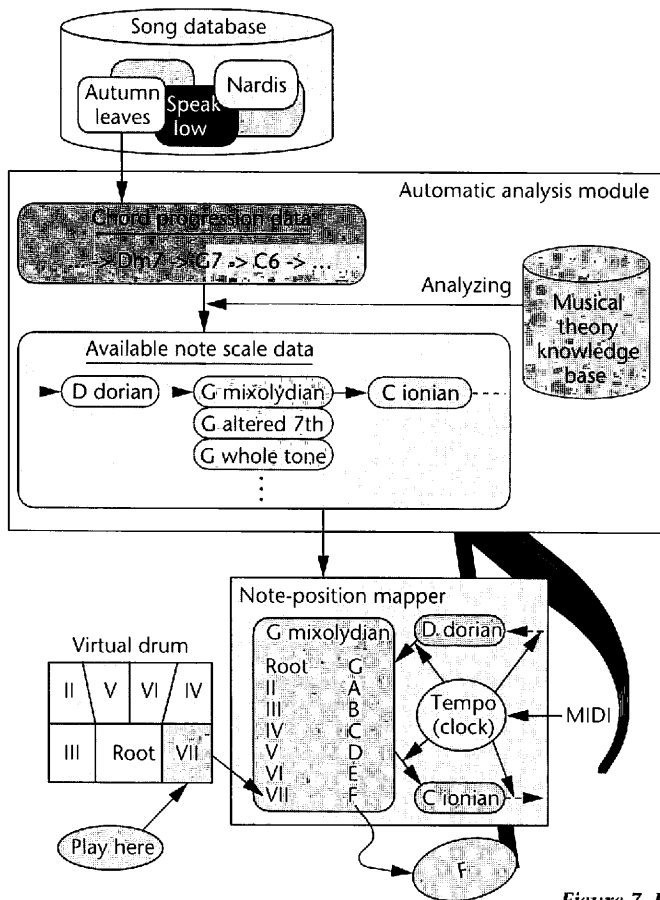 Song database
Autumn
leaves
Speak
low
Nardis
Automatic analysis module
Chord progression data
-> Dm7 -> G7 -> C6 -> ...
Analyzing
Musical
theory
knowledge
base
Available note scale data
D dorian
G mixolydian
C ionian
G altered 7th
G whole tone
Note-position mapper
G mixolydian
Root G
II A
III B
IV C
V D
VI E
VII F
D dorian
Tempo
(clock)
MIDI
C ionian
Virtual drum
II V VI IV
III Root VII
Play here
F
Figure 7.